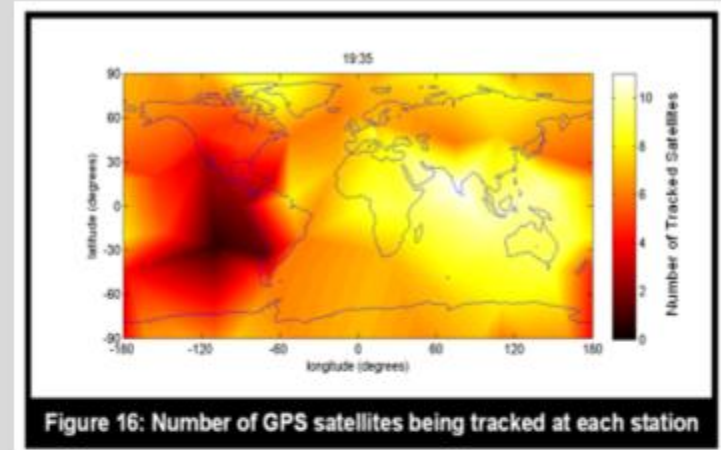 19:35
90
60
30
0
-30
-60
-90
latitude (degrees)
-180 -120 -60 0 60 120 180
longitude (degrees)
10
8
6
4
2
0
Number of Tracked Satellites
Figure 16: Number of GPS satellites being tracked at each station